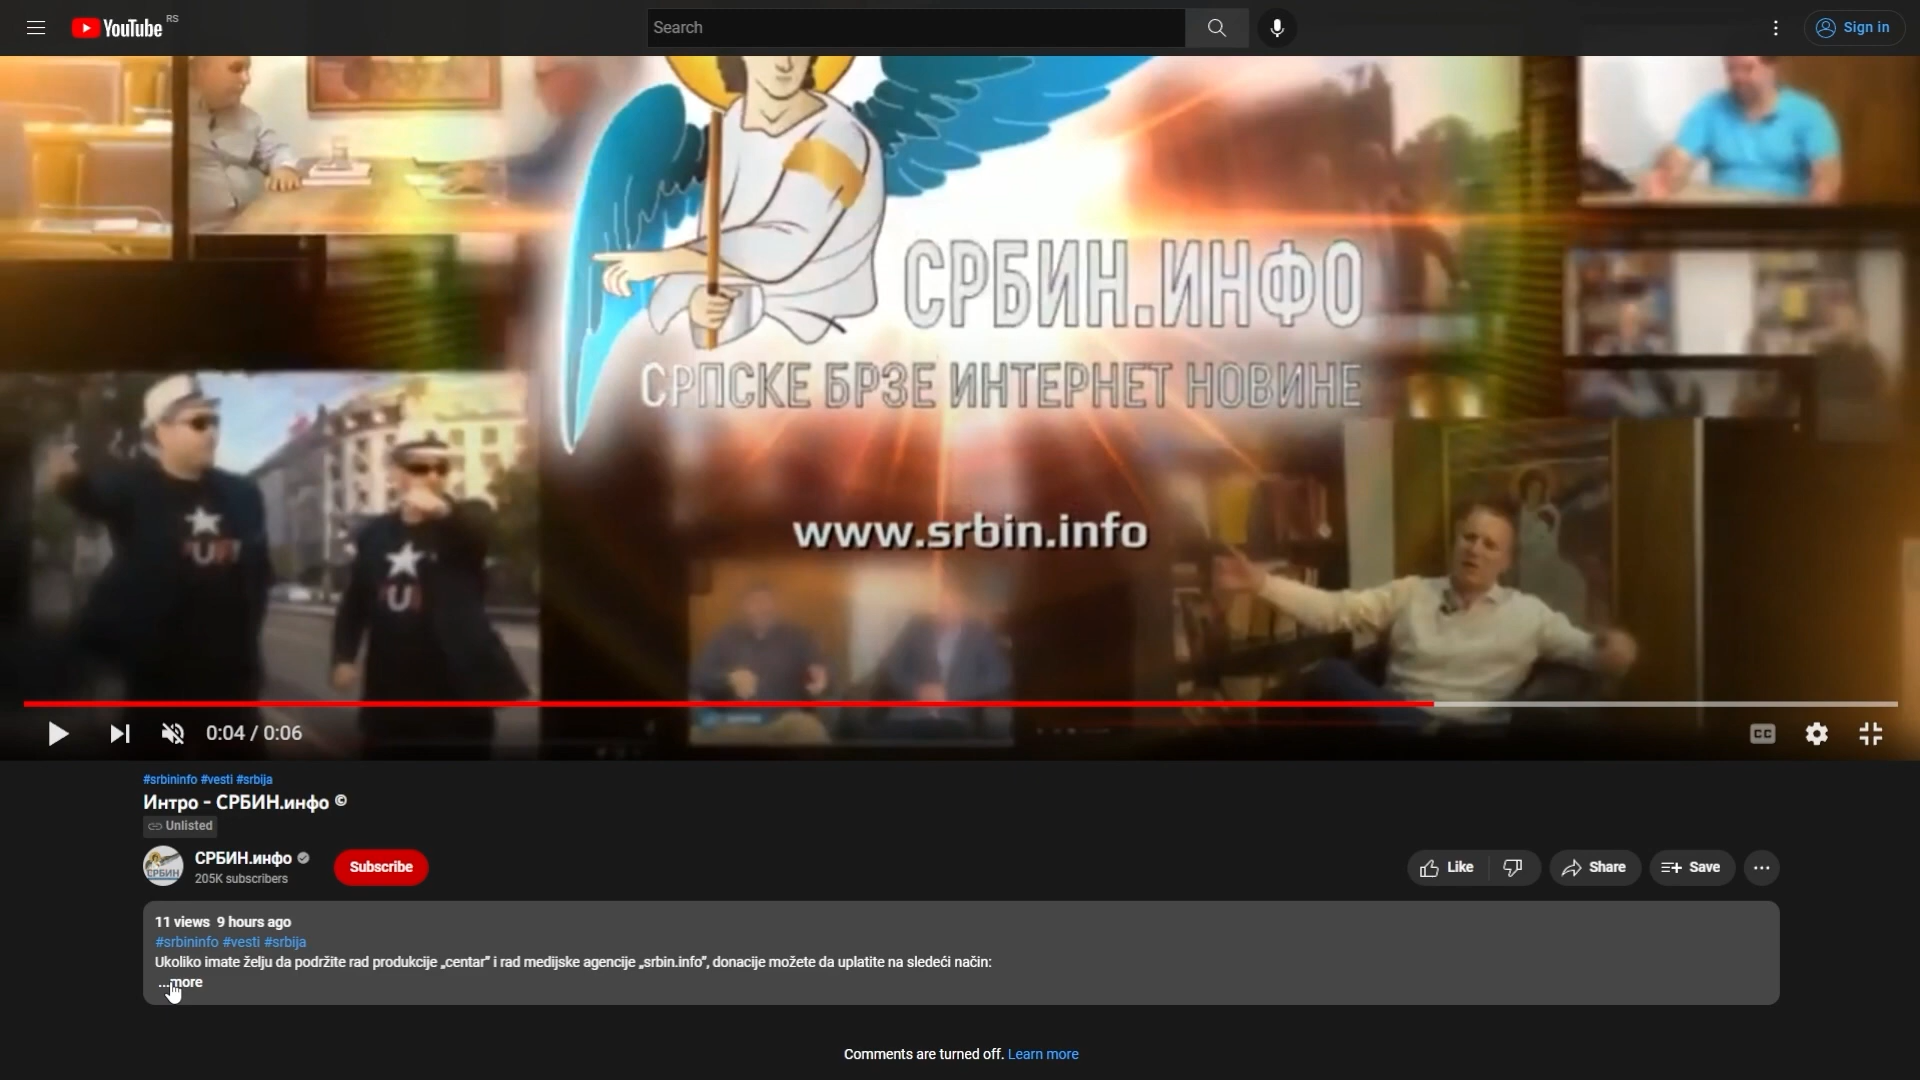 YouTube RS
Search
Sign in
СРБИН.ИНФО
СРПСКЕ БРЗЕ ИНТЕРНЕТ НОВИНЕ
www.srbin.info
0:04 / 0:06
CC
#srbininfo #vesti #srbija
Интро - СРБИН.инфо ©
Unlisted
СРБИН
СРБИН.инфо
205K subscribers
Subscribe
Like
Share
Save
11 views 9 hours ago
#srbininfo #vesti #srbija
Ukoliko imate želju da podržite rad produkcije „centar” i rad medijske agencije „srbin.info”, donacije možete da uplatite na sledeći način:
...more
Comments are turned off. Learn more